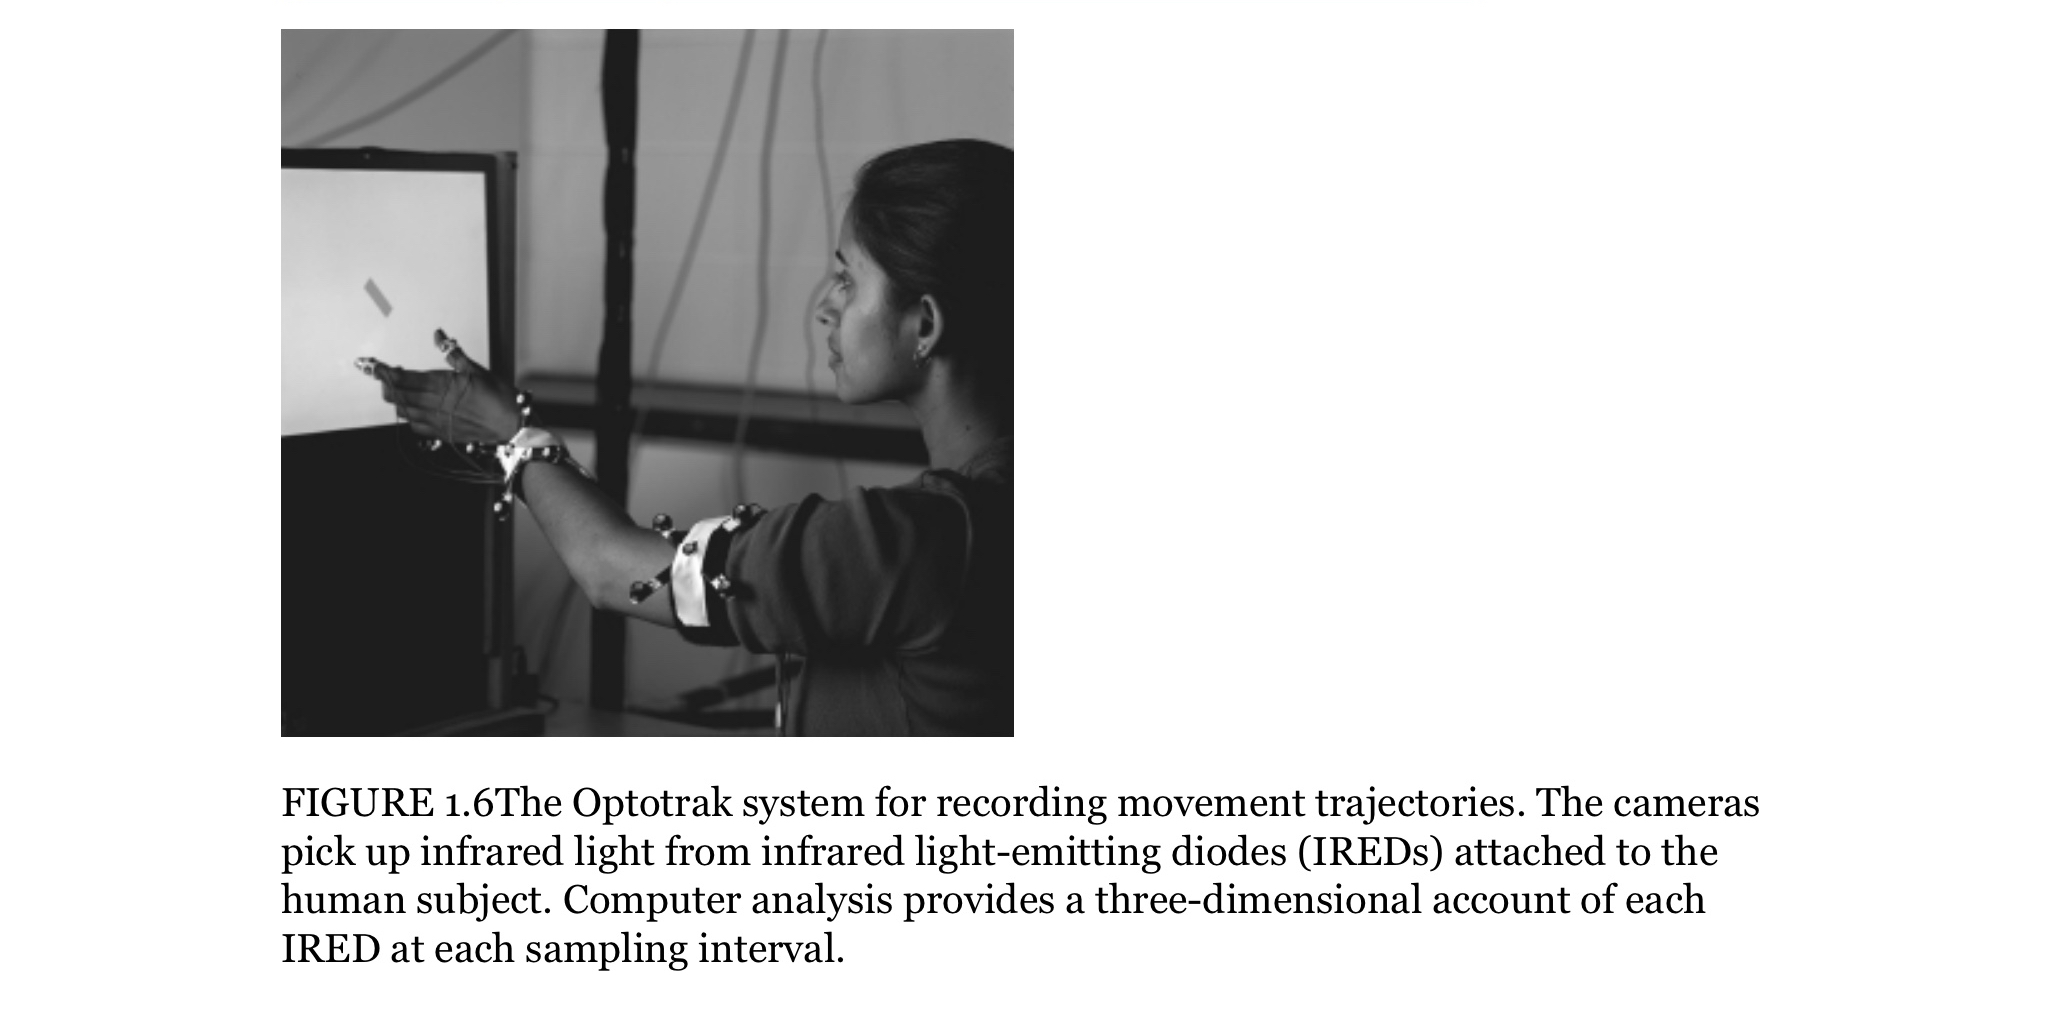 FIGURE 1.6The Optotrak system for recording movement trajectories. The cameras
pick up infrared light from infrared light-emitting diodes (IREDs) attached to the
human subject. Computer analysis provides a three-dimensional account of each
IRED at each sampling interval.